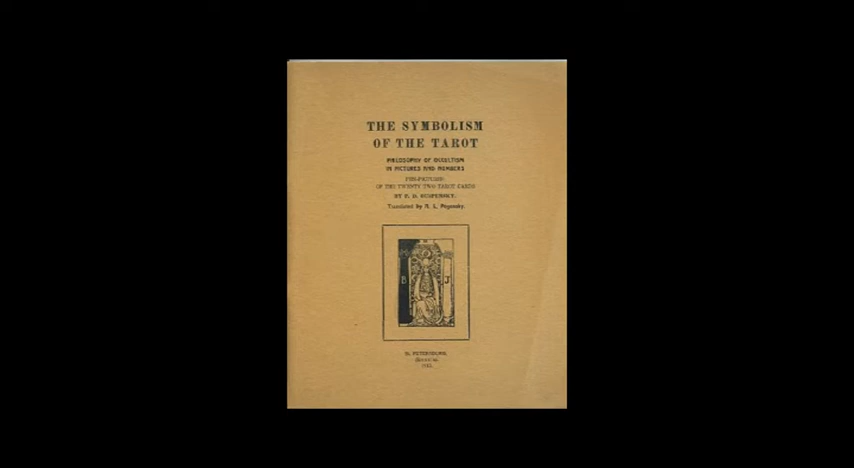 THE SYMBOLISM
OF THE TAROT
PHILOSOPHY OF OCCULTISM
IN PICTURES AND NUMBERS
PEN-PICTURES
OF THE TWENTY TWO TAROT CARDS
BY P. D. OUSPENSKY.
Translated by A. L. Pogossky.
B J
St. PETERSBURG,